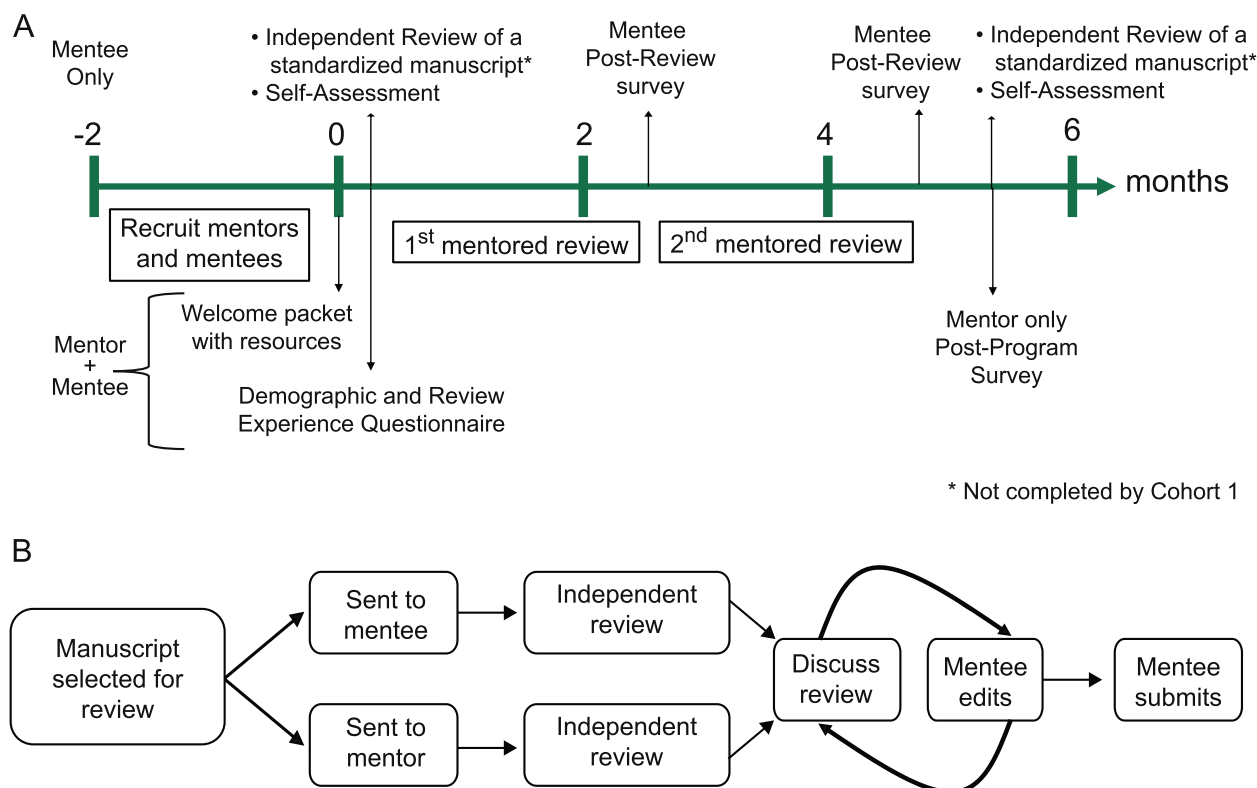 A
Mentee
Only
• Independent Review of a
standardized manuscript*
• Self-Assessment
Mentee
Post-Review
survey
Mentee
Post-Review
survey
• Independent Review of a
standardized manuscript*
• Self-Assessment
-2
0
2
4
6
months
Recruit mentors
and mentees
1st mentored review
2nd mentored review
Mentor
+
Mentee
Welcome packet
with resources
Demographic and Review
Experience Questionnaire
Mentor only
Post-Program
Survey
* Not completed by Cohort 1
B
Manuscript
selected for
review
Sent to
mentee
Independent
review
Sent to
mentor
Independent
review
Discuss
review
Mentee
edits
Mentee
submits